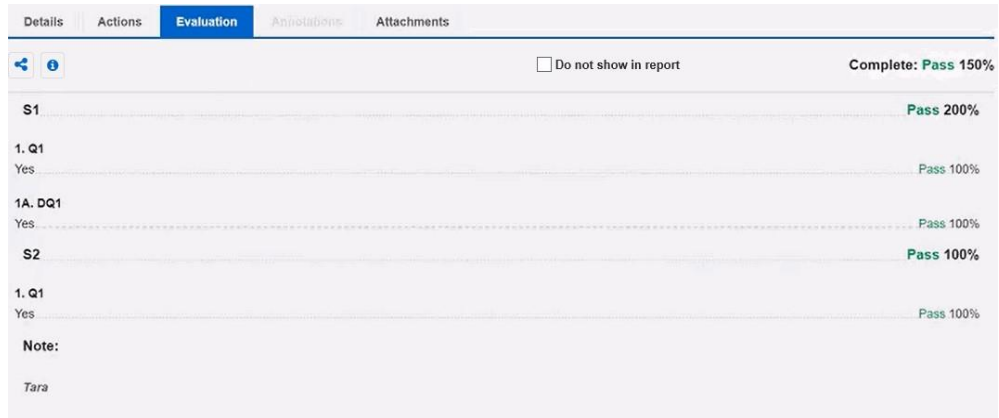 Details Actions Evaluation Annotations Attachments
Do not show in report Complete: Pass 150%
S1 Pass 200%
1. Q1
Yes Pass 100%
1A. DQ1
Yes Pass 100%
S2 Pass 100%
1. Q1
Yes Pass 100%
Note:
Tara